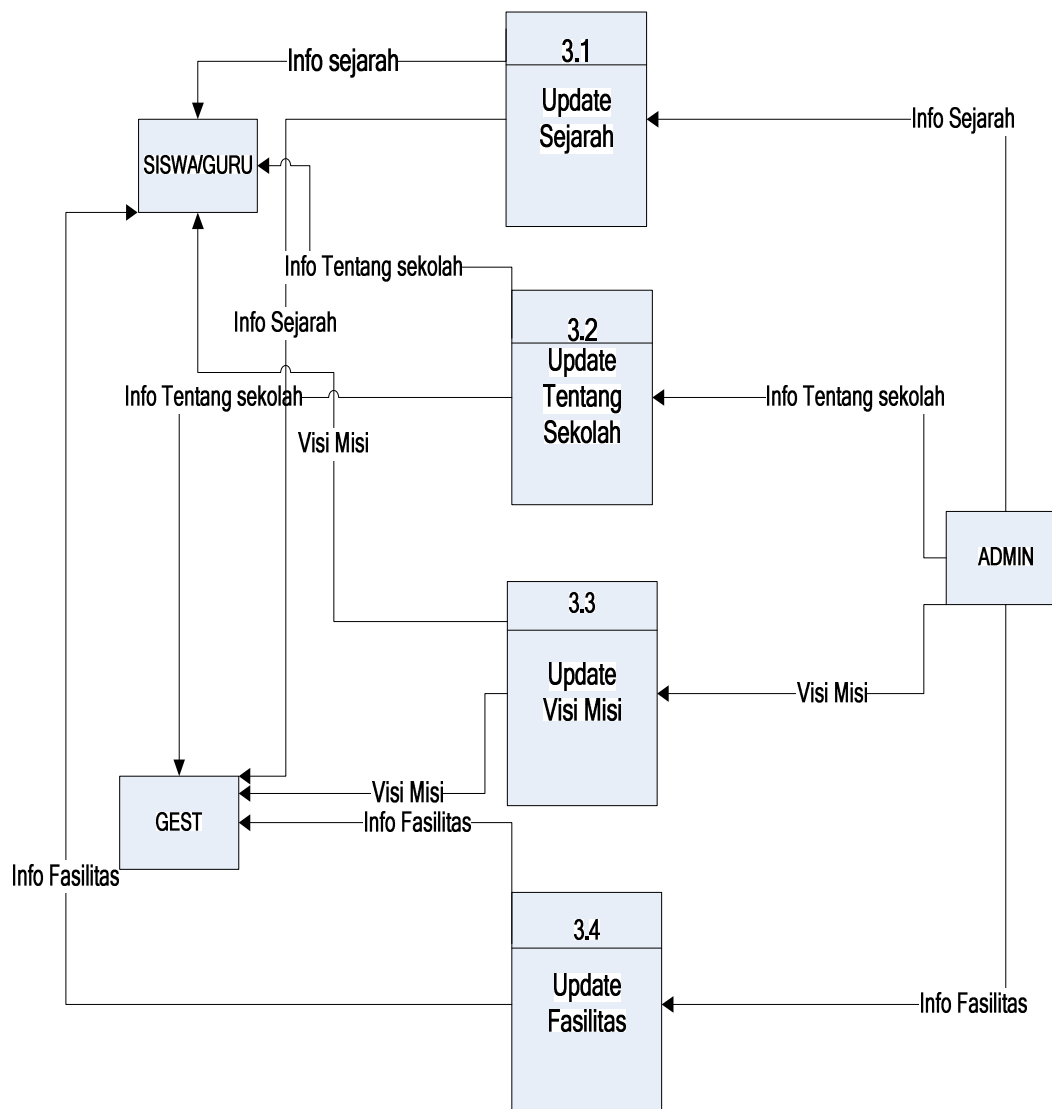 3.1
Info sejarah
Update
Sejarah
Info Sejarah
SISWA/GURU
Info Tentang sekolah
Info Sejarah
3.2
Update
Tentang
Sekolah
Info Tentang sekolah
Info Tentang sekolah
Visi Misi
ADMIN
3.3
Update
Visi Misi
Visi Misi
Visi Misi
GEST
Info Fasilitas
Info Fasilitas
3.4
Update
Fasilitas
Info Fasilitas